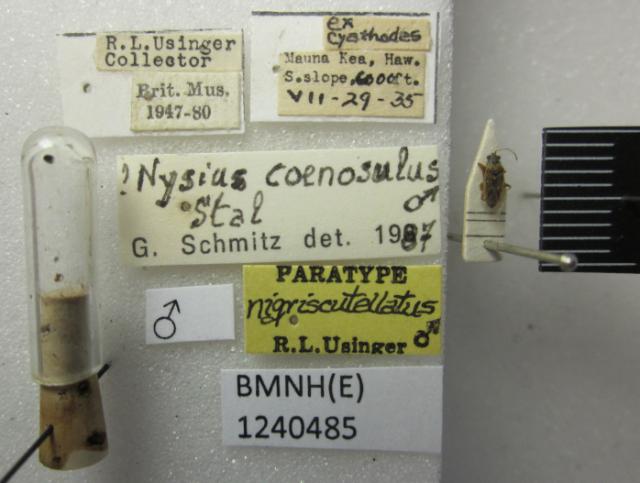 R.L.Usinger
Collector
Brit. Mus.
1947-80
ex
Cyathodes
Mauna Kea, Haw.
S.slope,6000ft.
VII-29-35
! Nysius coenosulus
Stal ♂
G. Schmitz det. 1987
♂
PARATYPE
nigriscutellatus
R.L.Usinger ♂
BMNH(E)
1240485